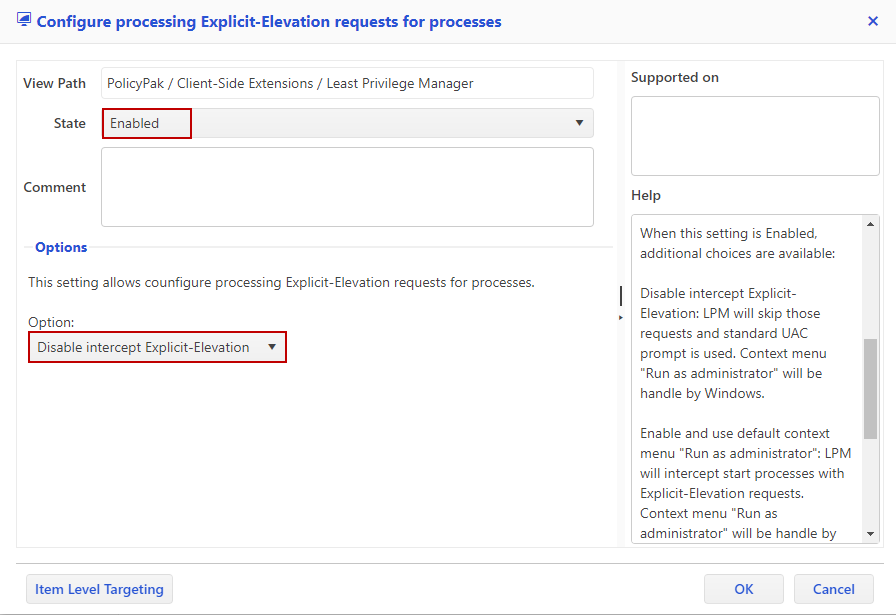 Configure processing Explicit-Elevation requests for processes
View Path
PolicyPak / Client-Side Extensions / Least Privilege Manager
State
Enabled
Comment
Options
This setting allows counfigure processing Explicit-Elevation requests for processes.
Option:
Disable intercept Explicit-Elevation
Supported on
Help
When this setting is Enabled,
additional choices are available:
Disable intercept Explicit-
Elevation: LPM will skip those
requests and standard UAC
prompt is used. Context menu
"Run as administrator" will be
handle by Windows.
Enable and use default context
menu "Run as administrator": LPM
will intercept start processes with
Explicit-Elevation requests.
Context menu "Run as
administrator" will be handle by
Item Level Targeting
OK
Cancel